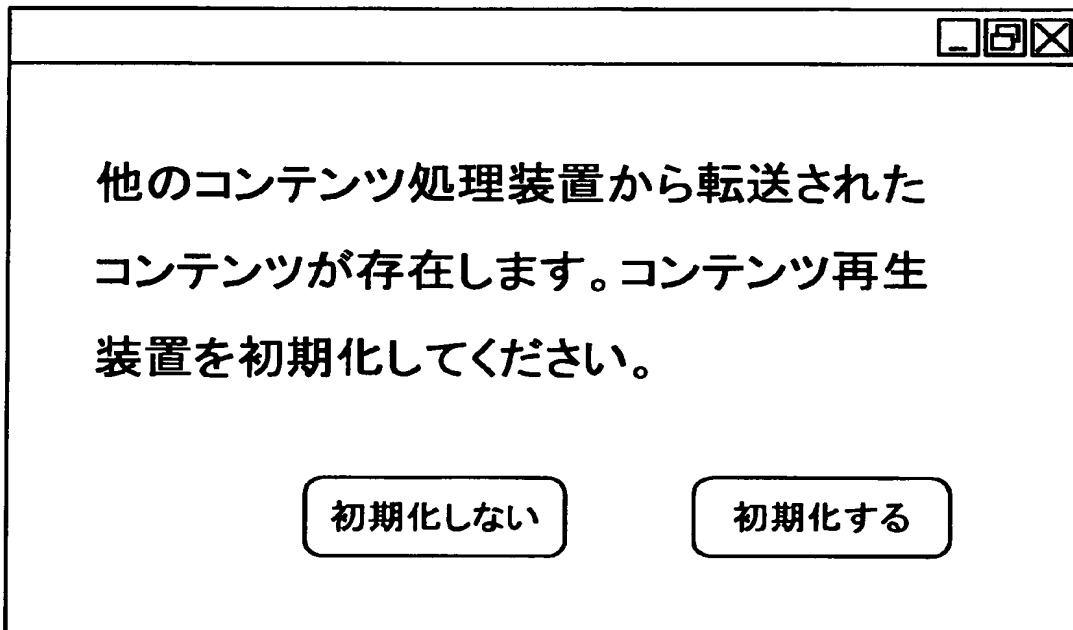 他のコンテンツ処理装置から転送された
コンテンツが存在します。コンテンツ再生
装置を初期化してください。
初期化しない 初期化する